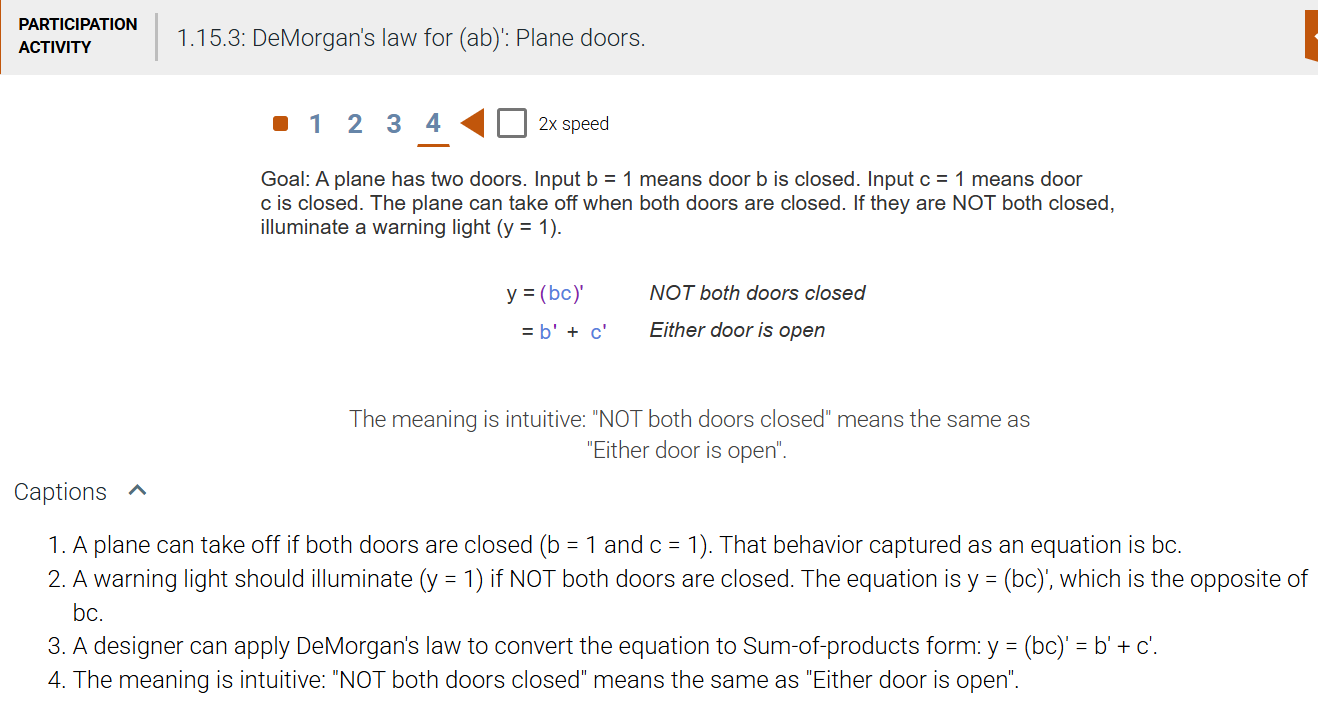 PARTICIPATION
ACTIVITY
1.15.3: DeMorgan's law for (ab)': Plane doors.
1 2 3 4 2x speed
Goal: A plane has two doors. Input b = 1 means door b is closed. Input c = 1 means door
c is closed. The plane can take off when both doors are closed. If they are NOT both closed,
illuminate a warning light (y = 1).
y = (bc)' NOT both doors closed
= b' + c' Either door is open
The meaning is intuitive: "NOT both doors closed" means the same as
"Either door is open".
Captions
1. A plane can take off if both doors are closed (b = 1 and c = 1). That behavior captured as an equation is bc.
2. A warning light should illuminate (y = 1) if NOT both doors are closed. The equation is y = (bc)', which is the opposite of
bc.
3. A designer can apply DeMorgan's law to convert the equation to Sum-of-products form: y = (bc)' = b' + c'.
4. The meaning is intuitive: "NOT both doors closed" means the same as "Either door is open".